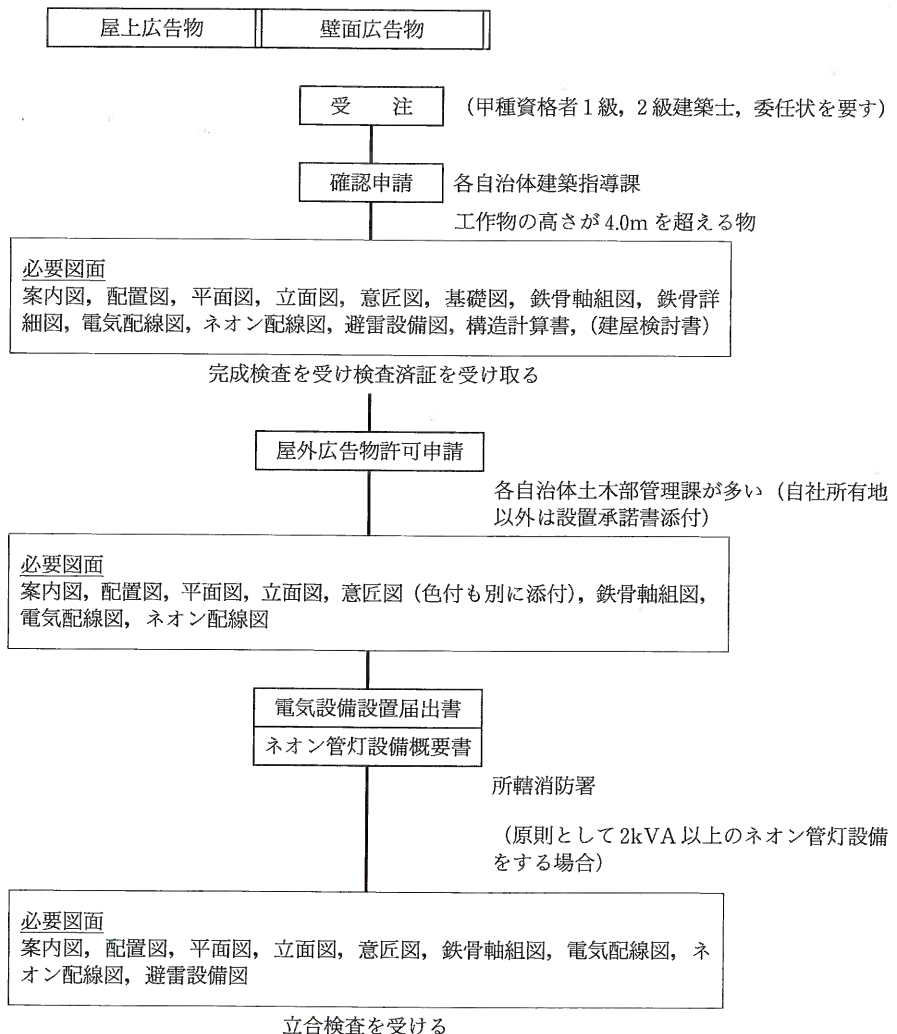 屋上広告物 壁面広告物
受　注 （甲種資格者1級，2級建築士，委任状を要す）
確認申請 各自治体建築指導課
工作物の高さが4.0mを超える物
必要図面
案内図，配置図，平面図，立面図，意匠図，基礎図，鉄骨軸組図，鉄骨詳
細図，電気配線図，ネオン配線図，避雷設備図，構造計算書，（建屋検討書）
完成検査を受け検査済証を受け取る
屋外広告物許可申請
各自治体土木部管理課が多い（自社所有地
以外は設置承諾書添付）
必要図面
案内図，配置図，平面図，立面図，意匠図（色付も別に添付），鉄骨軸組図，
電気配線図，ネオン配線図
電気設備設置届出書
ネオン管灯設備概要書
所轄消防署
（原則として2kVA以上のネオン管灯設備
をする場合）
必要図面
案内図，配置図，平面図，立面図，意匠図，鉄骨軸組図，電気配線図，ネ
オン配線図，避雷設備図
立合検査を受ける